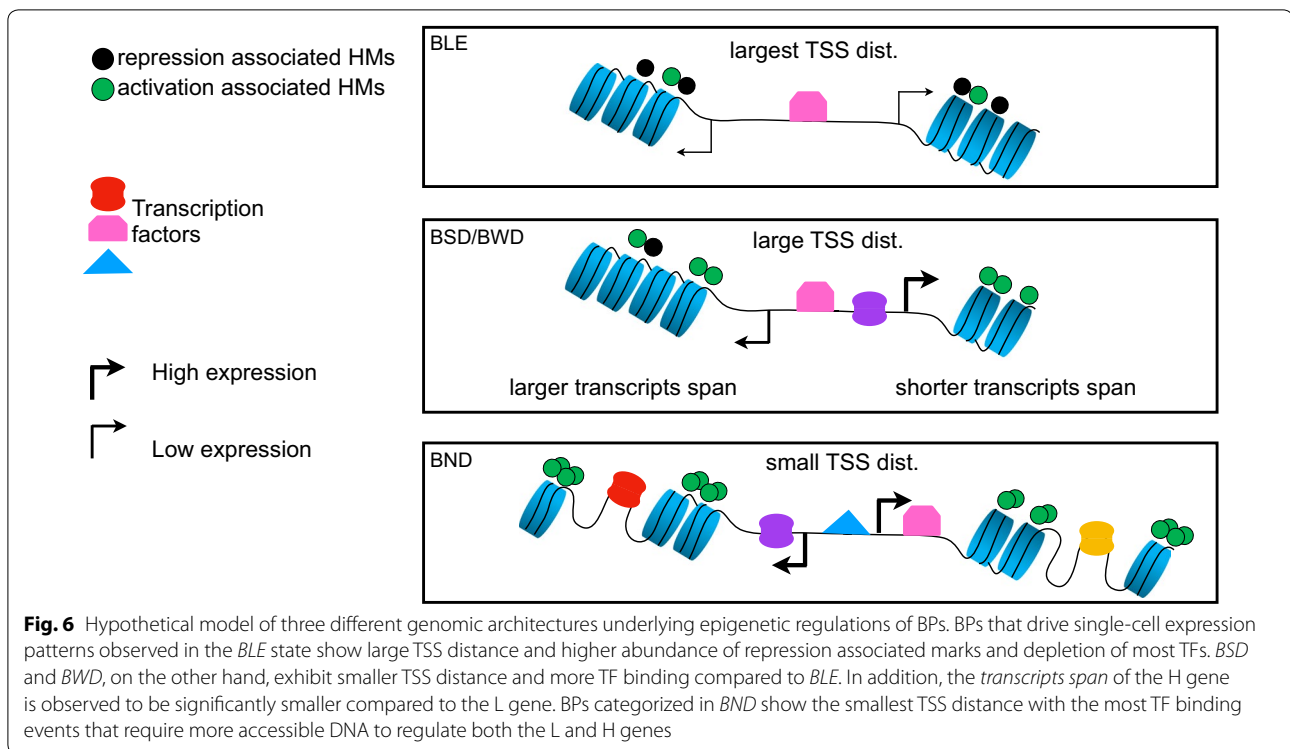 repression associated HMs
activation associated HMs
Transcription
factors
High expression
Low expression
BLE
largest TSS dist.
BSD/BWD
large TSS dist.
larger transcripts span
shorter transcripts span
BND
small TSS dist.
Fig. 6 Hypothetical model of three different genomic architectures underlying epigenetic regulations of BPs. BPs that drive single-cell expression
patterns observed in the BLE state show large TSS distance and higher abundance of repression associated marks and depletion of most TFs. BSD
and BWD, on the other hand, exhibit smaller TSS distance and more TF binding compared to BLE. In addition, the transcripts span of the H gene
is observed to be significantly smaller compared to the L gene. BPs categorized in BND show the smallest TSS distance with the most TF binding
events that require more accessible DNA to regulate both the L and H genes